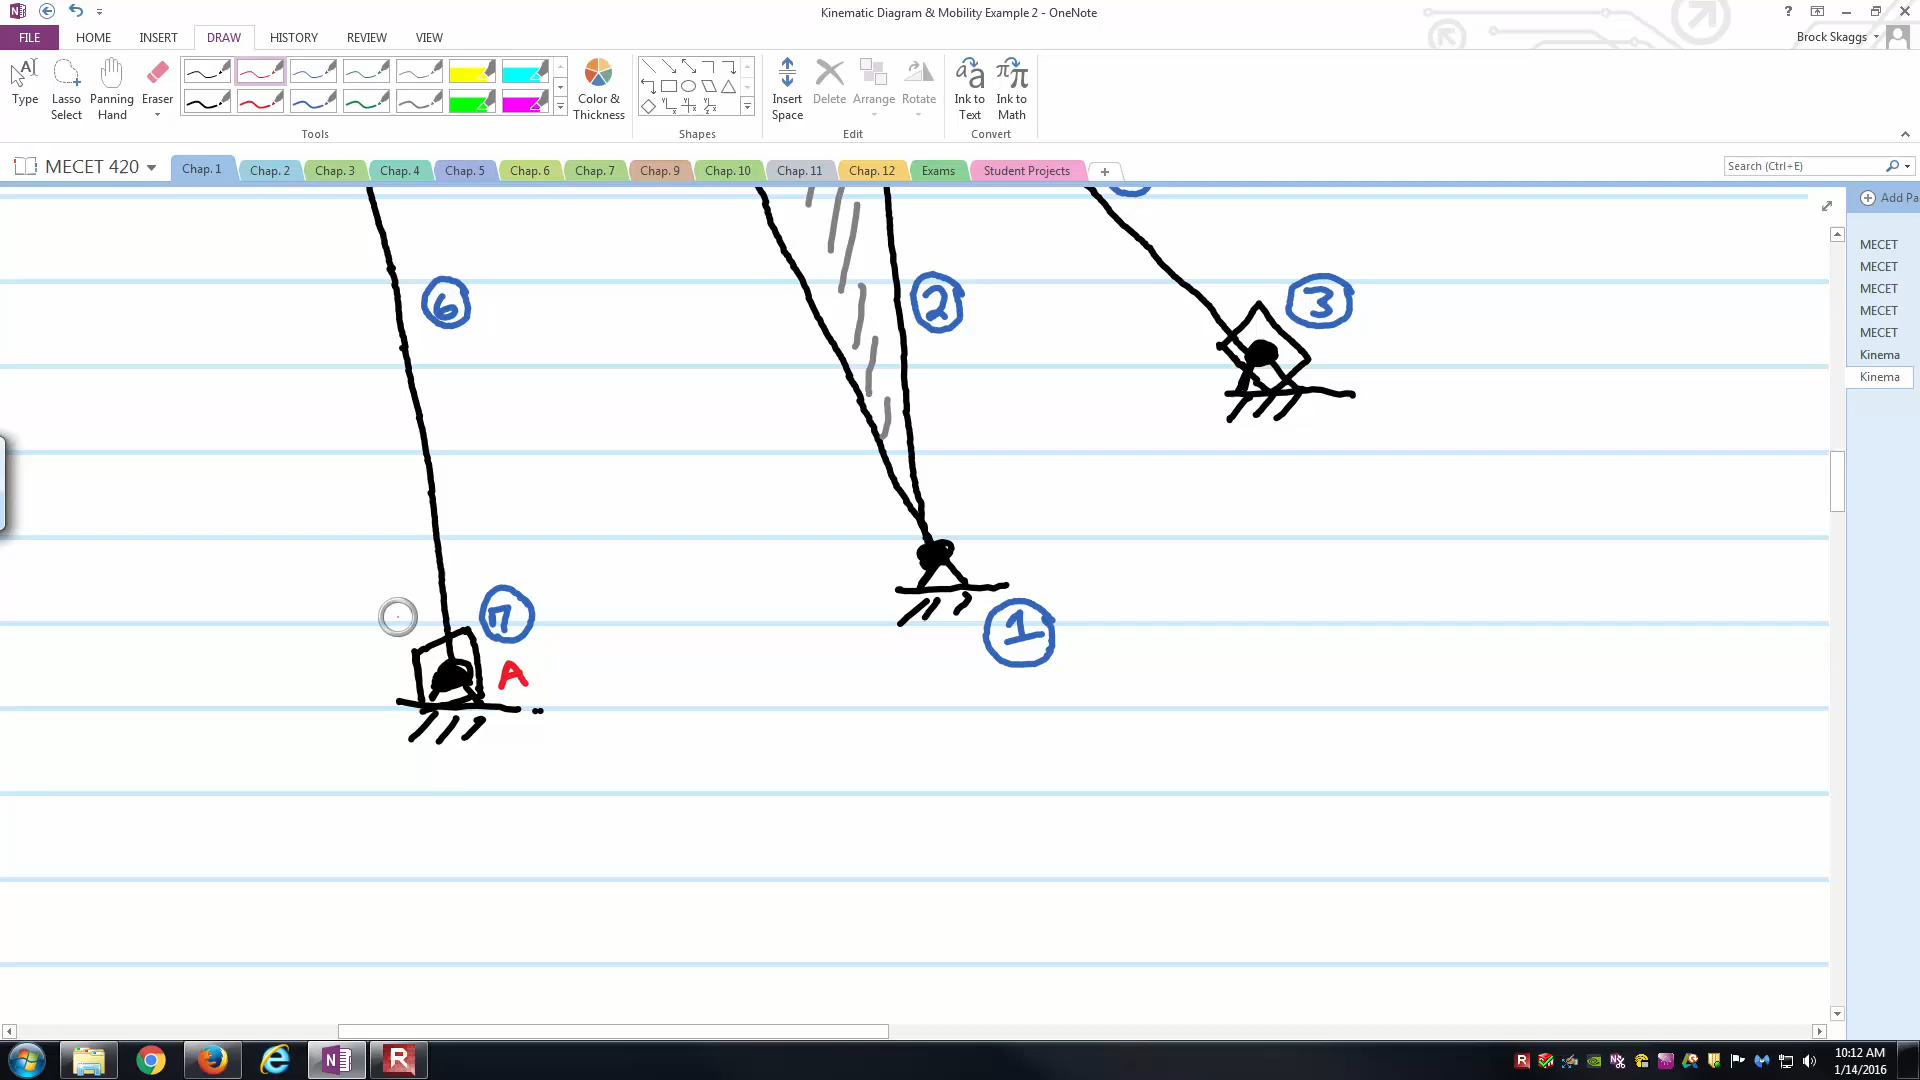 Kinematic Diagram & Mobility Example 2 - OneNote
?
FILE HOME INSERT DRAW HISTORY REVIEW VIEW
Brock Skaggs
Type
Lasso Select
Panning Hand
Eraser
Color & Thickness
Insert Space
Delete
Arrange
Rotate
Ink to Text
Ink to Math
Tools
Shapes
Edit
Convert
MECET 420
Chap. 1 Chap. 2 Chap. 3 Chap. 4 Chap. 5 Chap. 6 Chap. 7 Chap. 9 Chap. 10 Chap. 11 Chap. 12 Exams Student Projects +
Search (Ctrl+E)
Add Pa
MECET
MECET
MECET
MECET
MECET
Kinema
Kinema
6
2
3
7
1
A
10:12 AM
1/14/2016